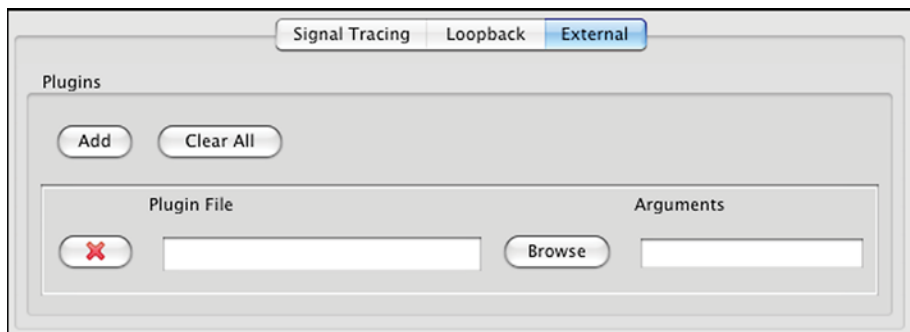 Signal Tracing Loopback External
Plugins
Add Clear All
Plugin File Arguments
Browse